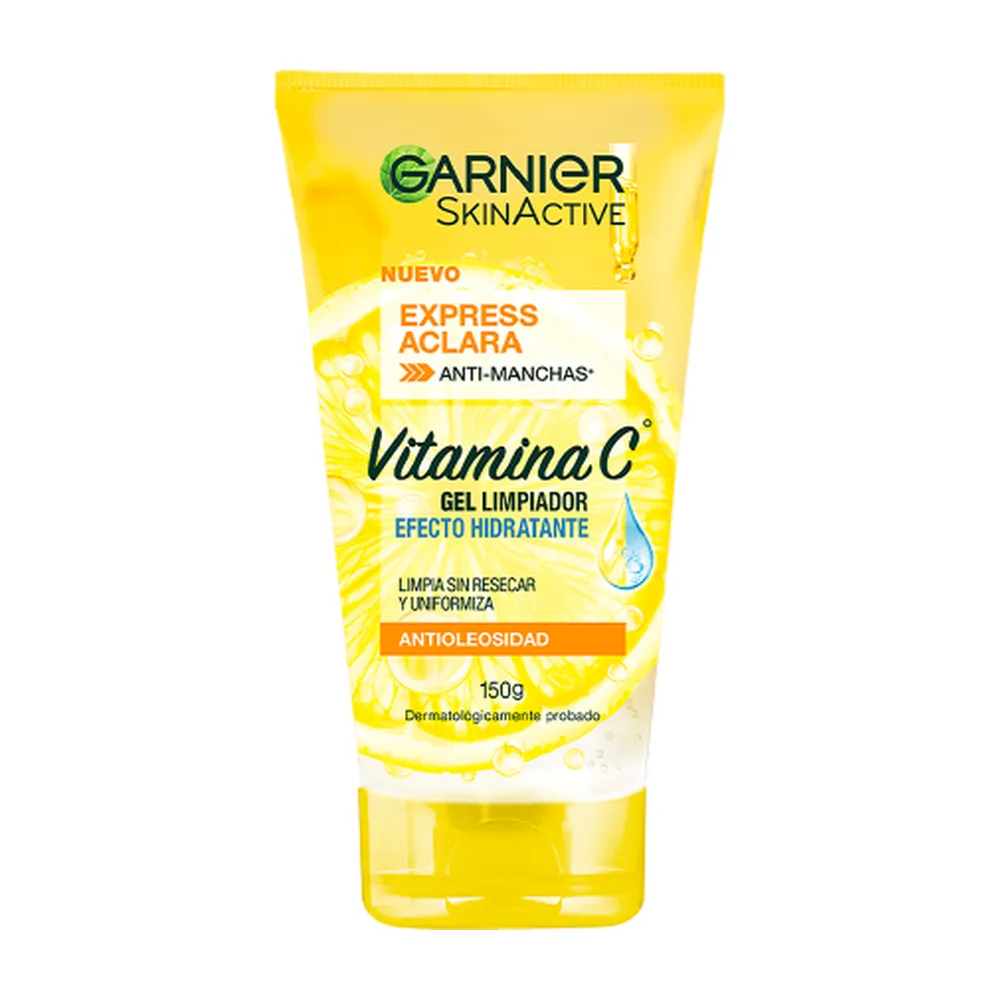 GARNIER
SKINACTIVE
NUEVO
EXPRESS
ACLARA
ANTI-MANCHAS*
Vitamina C
GEL LIMPIADOR
EFECTO HIDRATANTE
LIMPIA SIN RESECAR
Y UNIFORMIZA
ANTIOLEOSIDAD
150g
Dermatológicamente probado